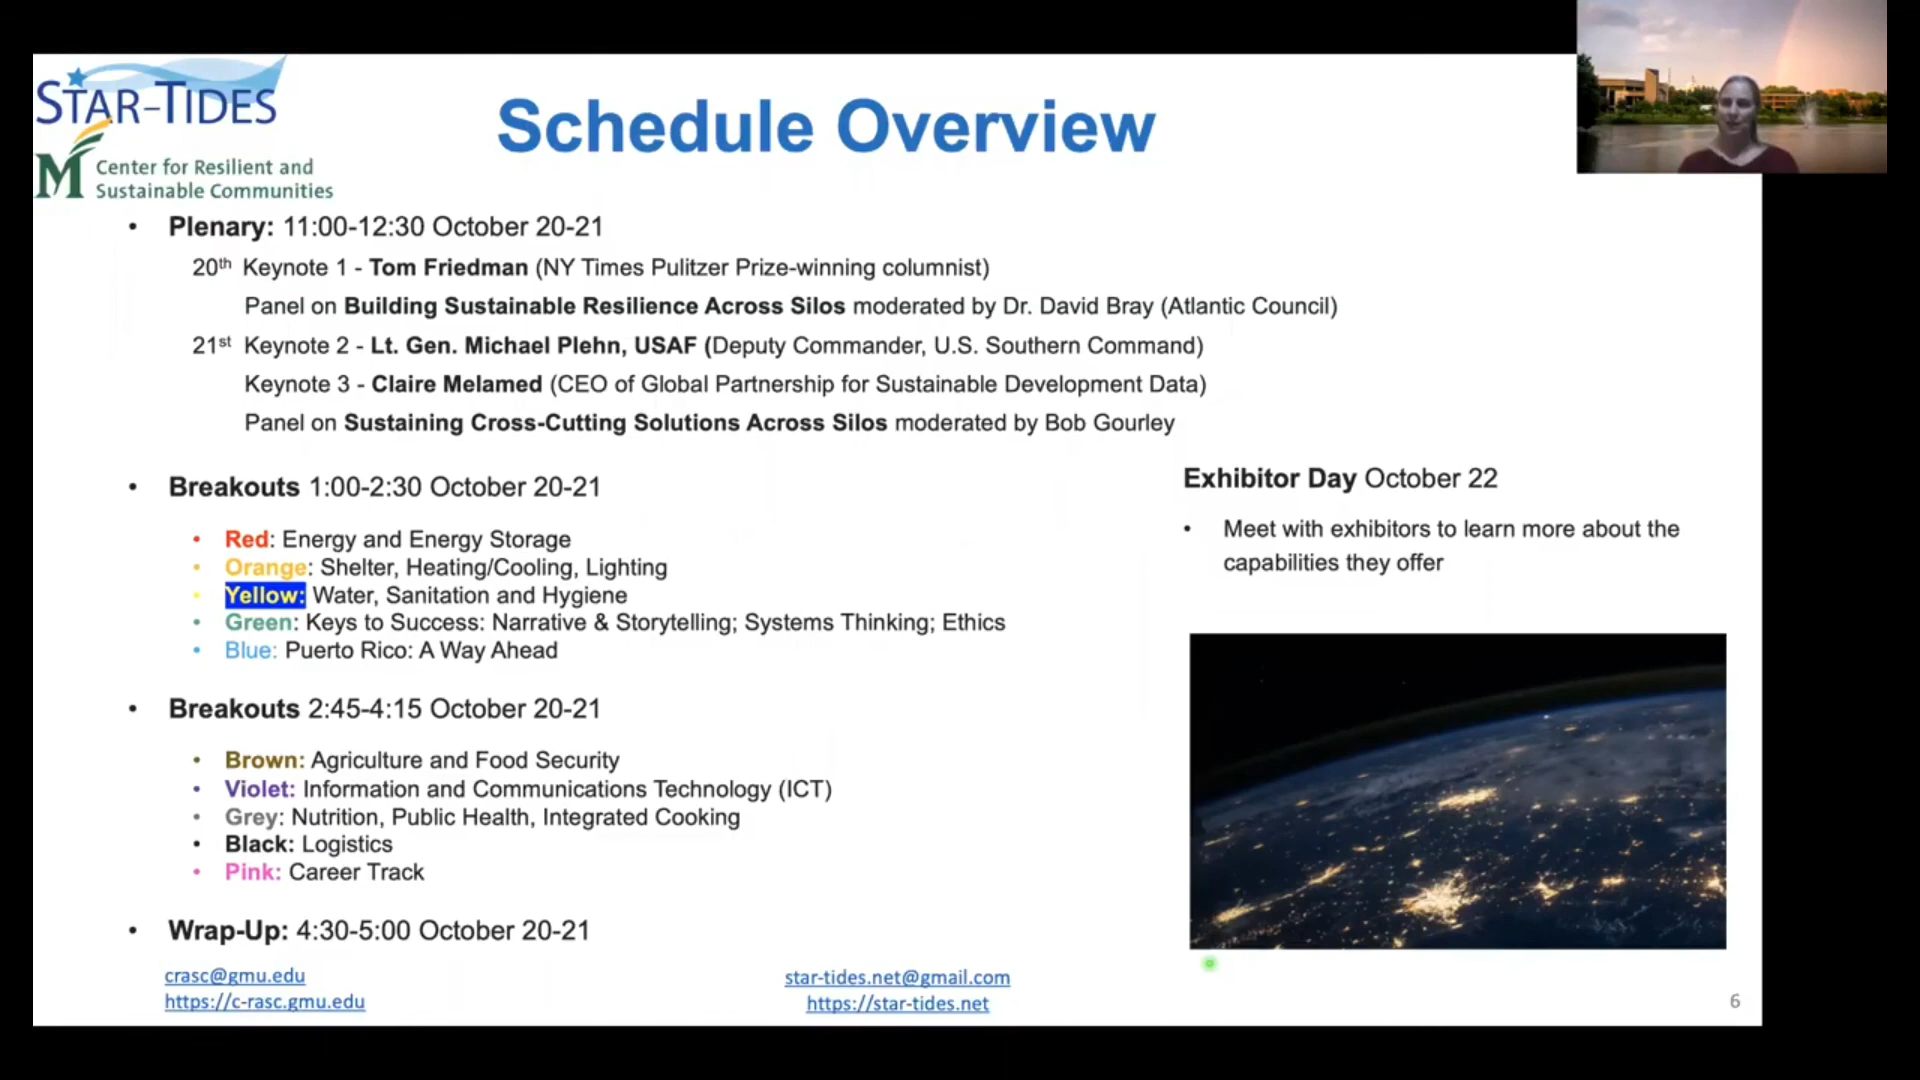 STAR-TIDES
M Center for Resilient and
Sustainable Communities
Schedule Overview
• Plenary: 11:00-12:30 October 20-21
20th Keynote 1 - Tom Friedman (NY Times Pulitzer Prize-winning columnist)
Panel on Building Sustainable Resilience Across Silos moderated by Dr. David Bray (Atlantic Council)
21st Keynote 2 - Lt. Gen. Michael Plehn, USAF (Deputy Commander, U.S. Southern Command)
Keynote 3 - Claire Melamed (CEO of Global Partnership for Sustainable Development Data)
Panel on Sustaining Cross-Cutting Solutions Across Silos moderated by Bob Gourley
• Breakouts 1:00-2:30 October 20-21
• Red: Energy and Energy Storage
• Orange: Shelter, Heating/Cooling, Lighting
• Yellow: Water, Sanitation and Hygiene
• Green: Keys to Success: Narrative & Storytelling; Systems Thinking; Ethics
• Blue: Puerto Rico: A Way Ahead
• Breakouts 2:45-4:15 October 20-21
• Brown: Agriculture and Food Security
• Violet: Information and Communications Technology (ICT)
• Grey: Nutrition, Public Health, Integrated Cooking
• Black: Logistics
• Pink: Career Track
• Wrap-Up: 4:30-5:00 October 20-21
Exhibitor Day October 22
• Meet with exhibitors to learn more about the
capabilities they offer
crasc@gmu.edu
https://c-rasc.gmu.edu
star-tides.net@gmail.com
https://star-tides.net
6